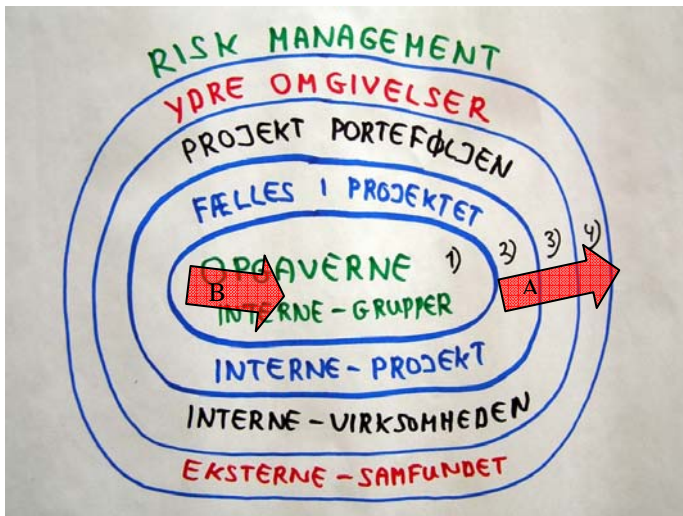 RISK MANAGEMENT
YDRE OMGIVELSER
PROJEKT PORTEFØLJEN
FÆLLES I PROJEKTET
OPGAVERNE 1) 2) 3) 4)
B A
INTERNE-GRUPPER
INTERNE-PROJEKT
INTERNE-VIRKSOMHEDEN
EKSTERNE-SAMFUNDET